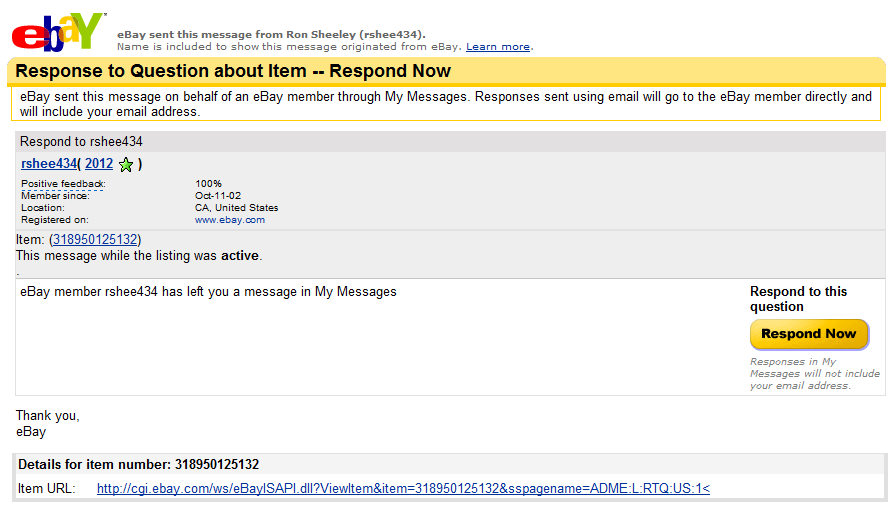 ebaY
eBay sent this message from Ron Sheeley (rshee434).
Name is included to show this message originated from eBay. Learn more.
Response to Question about Item -- Respond Now
eBay sent this message on behalf of an eBay member through My Messages. Responses sent using email will go to the eBay member directly and
will include your email address.
Respond to rshee434
rshee434( 2012 )
Positive feedback: 100%
Member since: Oct-11-02
Location: CA, United States
Registered on: www.ebay.com
Item: (318950125132)
This message while the listing was active.
.
eBay member rshee434 has left you a message in My Messages
Respond to this
question
Respond Now
Responses in My
Messages will not include
your email address.
Thank you,
eBay
Details for item number: 318950125132
Item URL: http://cgi.ebay.com/ws/eBayISAPI.dll?ViewItem&item=318950125132&sspagename=ADME:L:RTQ:US:1<